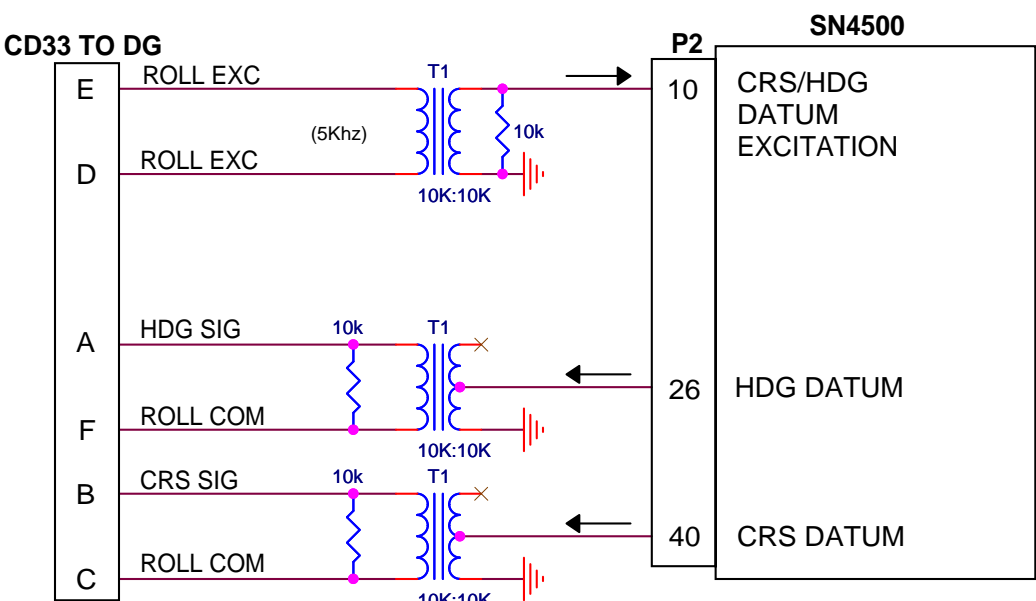 SN4500
CD33 TO DG
P2
E
ROLL EXC
T1
10
CRS/HDG
DATUM
EXCITATION
(5Khz)
10k
D
ROLL EXC
10K:10K
A
HDG SIG
10k
T1
26
HDG DATUM
F
ROLL COM
10K:10K
B
CRS SIG
10k
T1
40
CRS DATUM
C
ROLL COM
10K:10K